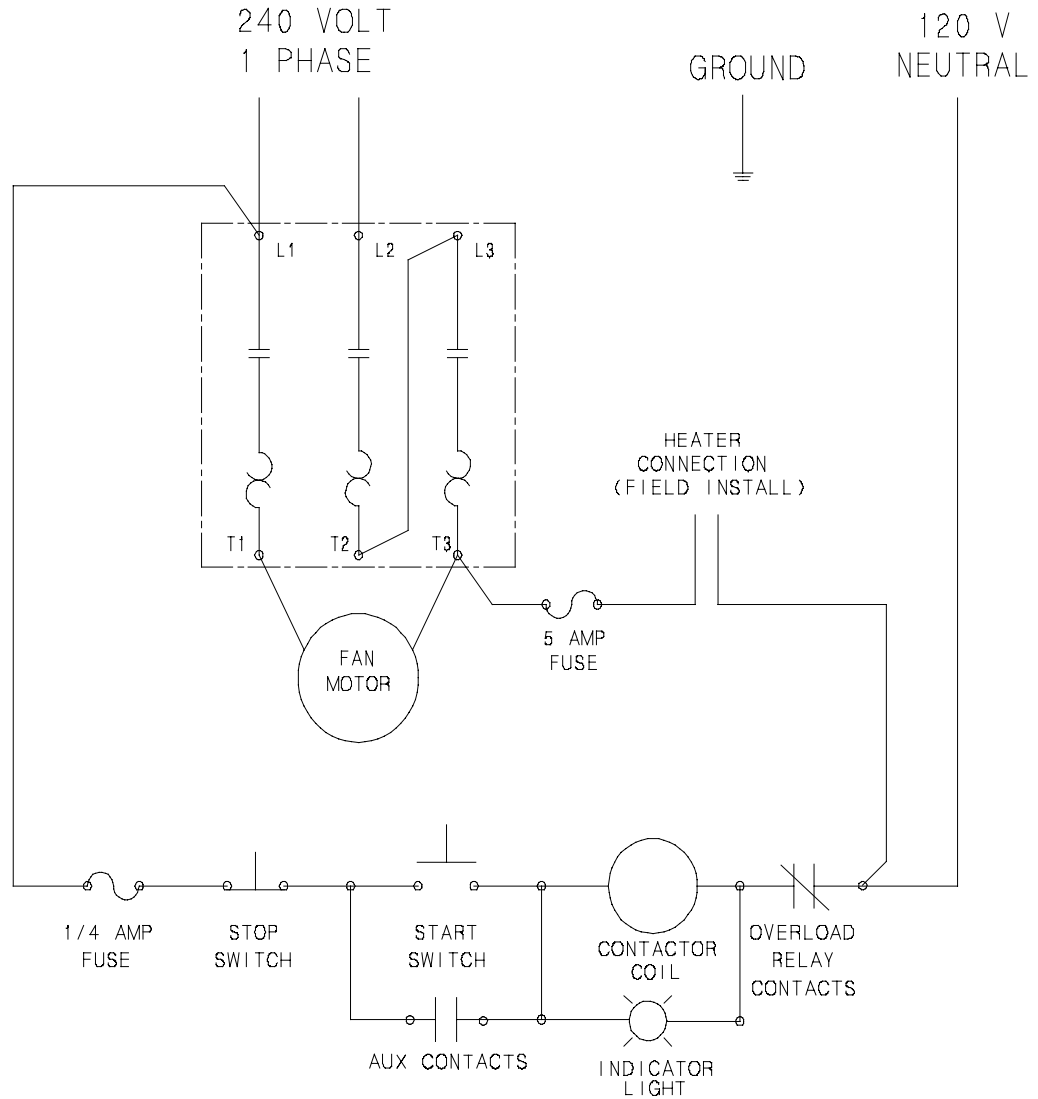 240 VOLT
1 PHASE
GROUND
120 V
NEUTRAL
L1
L2
L3
HEATER
CONNECTION
(FIELD INSTALL)
T1
T2
T3
5 AMP
FUSE
FAN
MOTOR
1/4 AMP
FUSE
STOP
SWITCH
START
SWITCH
CONTACTOR
COIL
OVERLOAD
RELAY
CONTACTS
AUX CONTACTS
INDICATOR
LIGHT